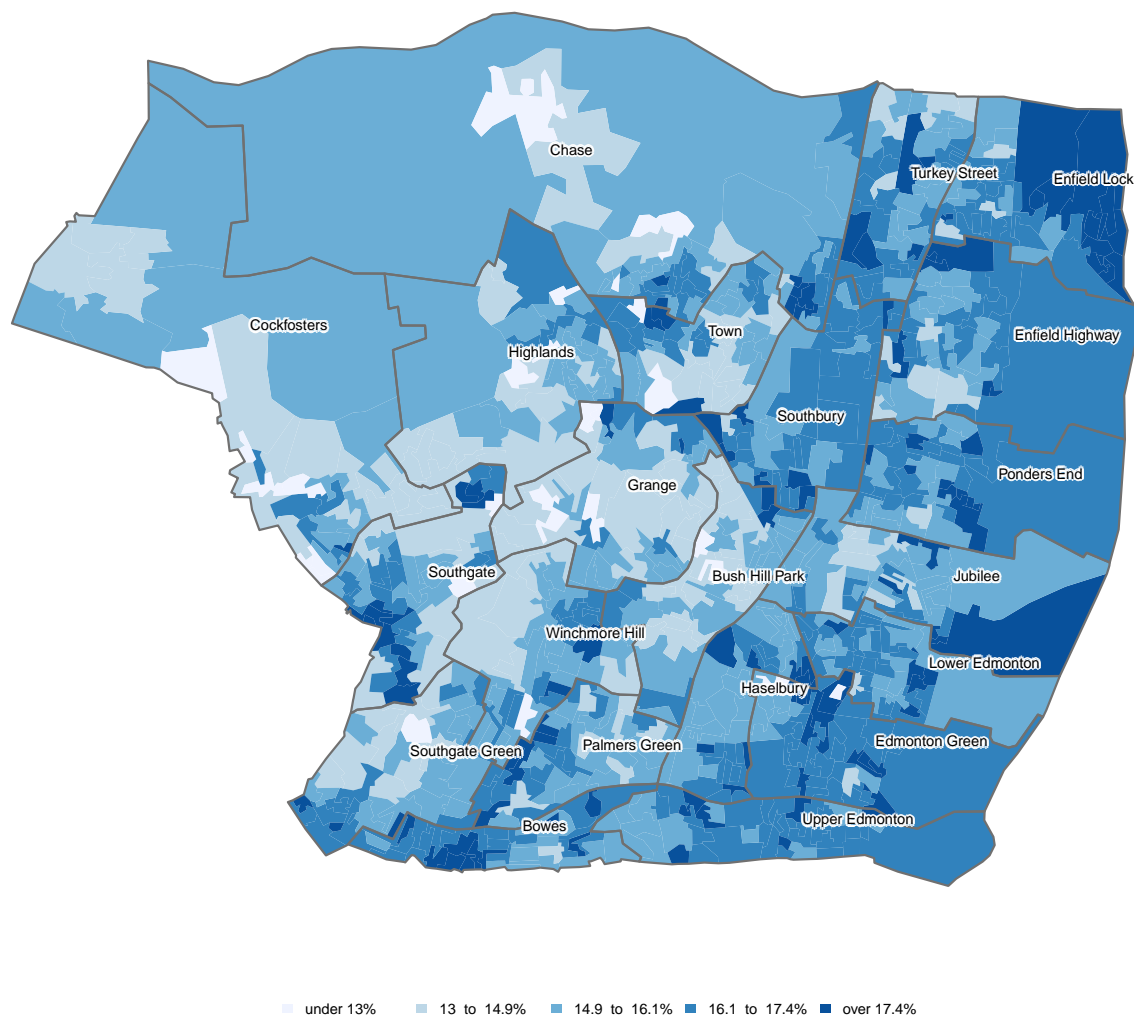 Chase
Turkey Street
Enfield Lock
Cockfosters
Town
Enfield Highway
Highlands
Southbury
Ponders End
Grange
Southgate
Bush Hill Park
Jubilee
Winchmore Hill
Lower Edmonton
Haselbury
Southgate Green
Palmers Green
Edmonton Green
Bowes
Upper Edmonton
under 13% 13 to 14.9% 14.9 to 16.1% 16.1 to 17.4% over 17.4%